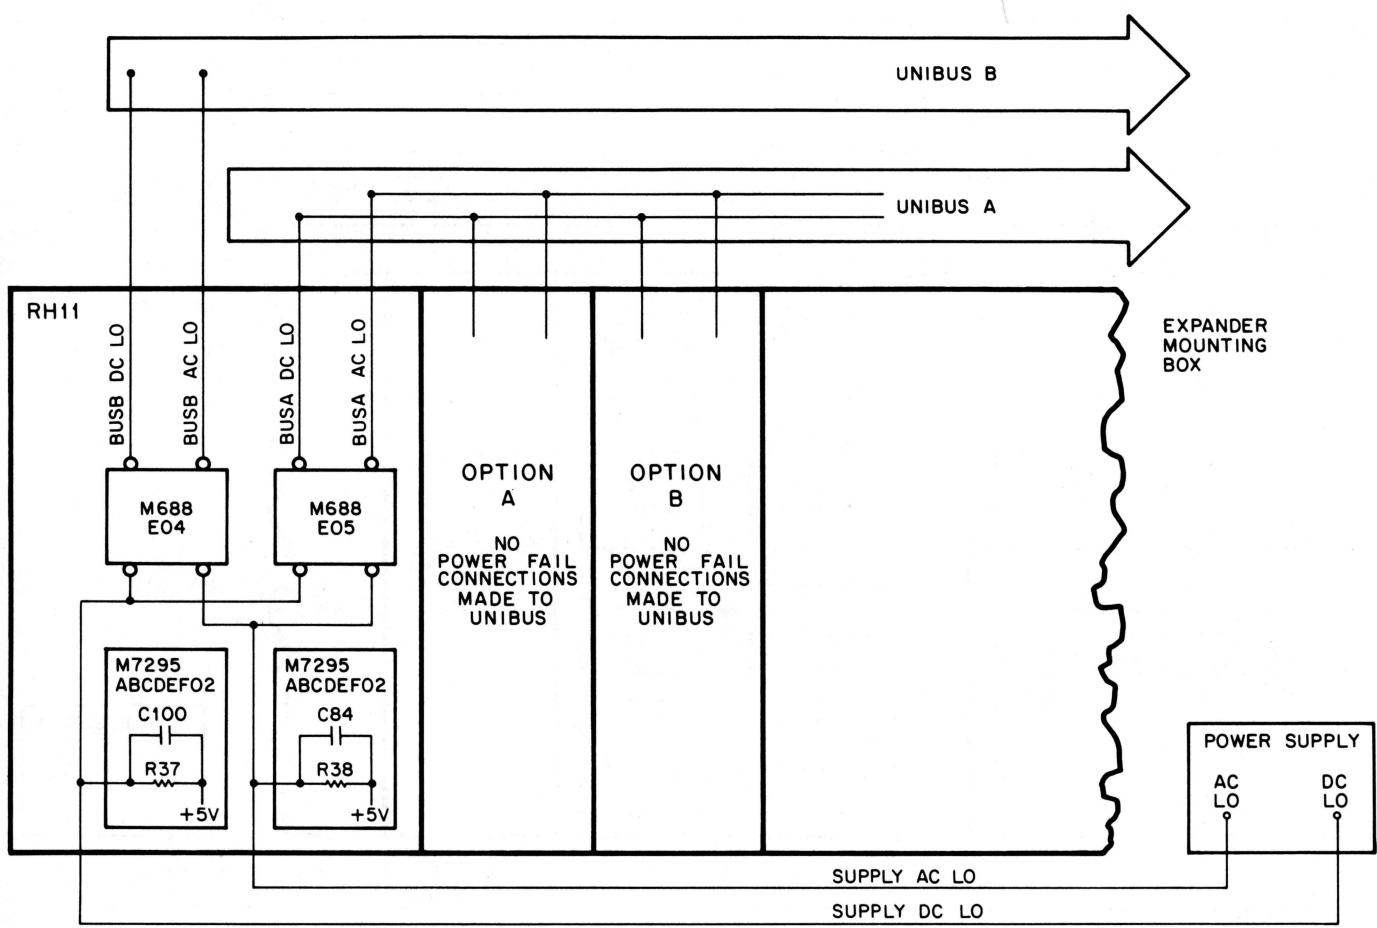 UNIBUS B
UNIBUS A
RH11
BUSB DC LO
BUSB AC LO
BUSA DC LO
BUSA AC LO
EXPANDER
MOUNTING
BOX
M688
E04
M688
E05
OPTION
A
NO
POWER FAIL
CONNECTIONS
MADE TO
UNIBUS
OPTION
B
NO
POWER FAIL
CONNECTIONS
MADE TO
UNIBUS
M7295
ABCDEF02
C100
R37
+5V
M7295
ABCDEF02
C84
R38
+5V
POWER SUPPLY
AC
LO
DC
LO
SUPPLY AC LO
SUPPLY DC LO